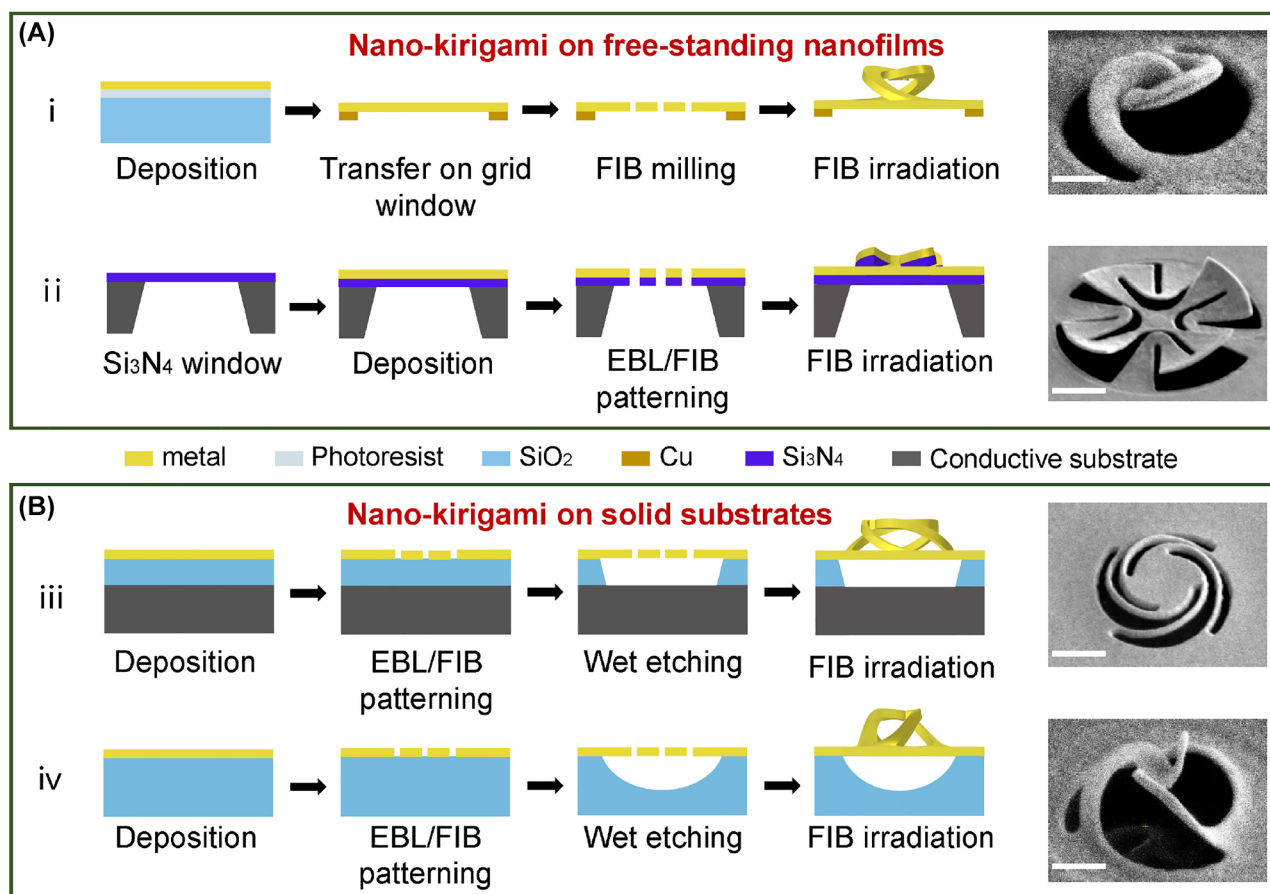 (A)
Nano-kirigami on free-standing nanofilms
i
Deposition
Transfer on grid
window
FIB milling
FIB irradiation
ii
Si₃N₄ window
Deposition
EBL/FIB
patterning
FIB irradiation
metal Photoresist SiO₂ Cu Si₃N₄ Conductive substrate
(B)
Nano-kirigami on solid substrates
iii
Deposition
EBL/FIB
patterning
Wet etching
FIB irradiation
iv
Deposition
EBL/FIB
patterning
Wet etching
FIB irradiation